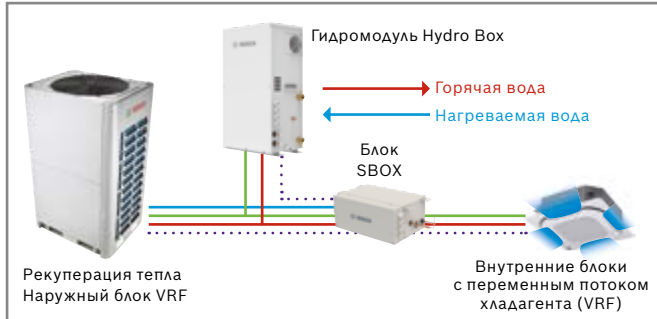 Гидромодуль Hydro Box
Горячая вода
Нагреваемая вода
Блок
SBOX
Рекуперация тепла
Наружный блок VRF
Внутренние блоки
с переменным потоком
хладагента (VRF)